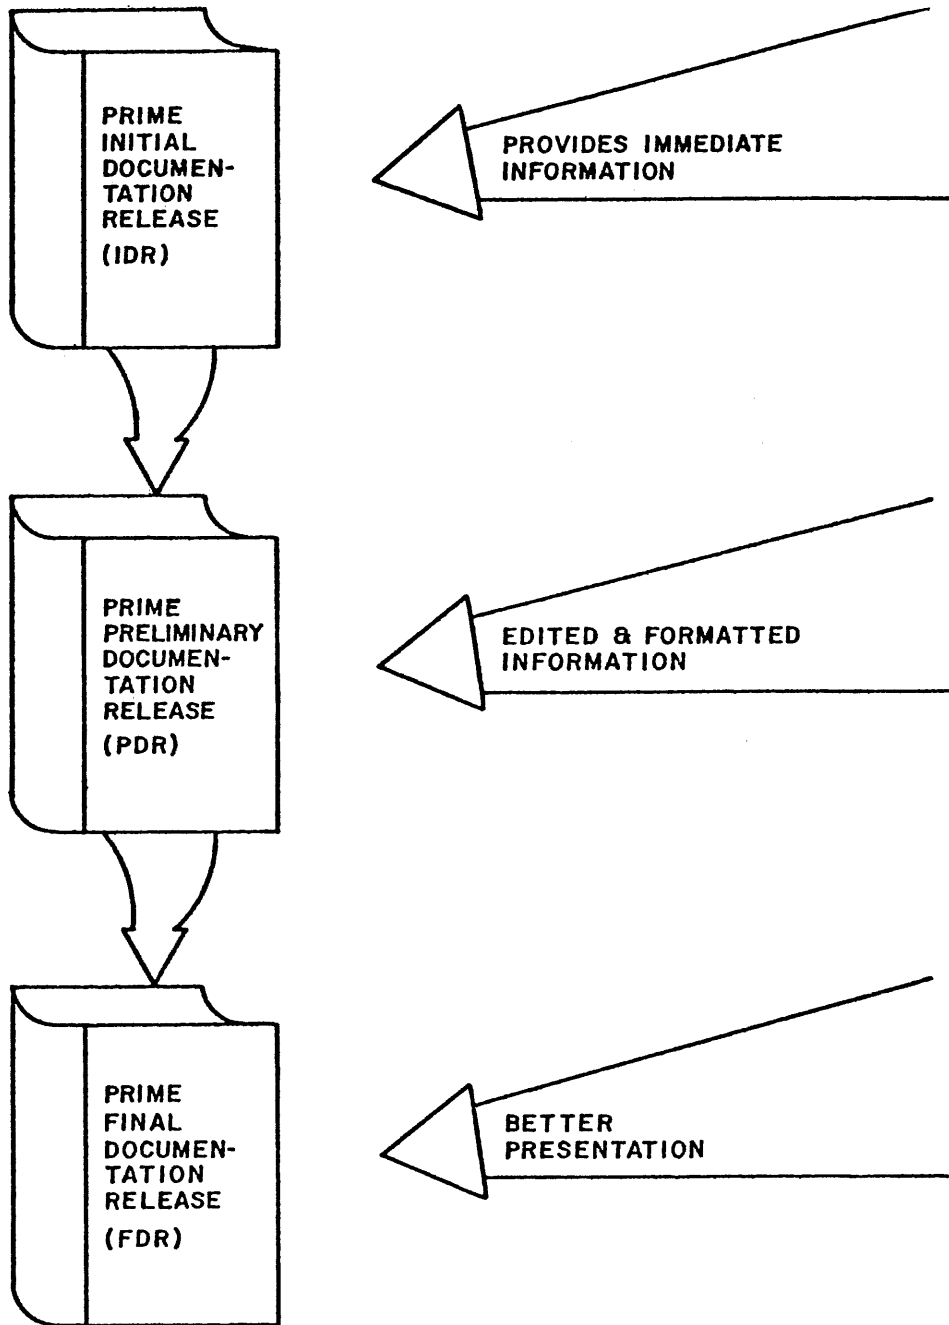 PRIME
INITIAL
DOCUMEN-
TATION
RELEASE
(IDR)
PROVIDES IMMEDIATE
INFORMATION
PRIME
PRELIMINARY
DOCUMEN-
TATION
RELEASE
(PDR)
EDITED & FORMATTED
INFORMATION
PRIME
FINAL
DOCUMEN-
TATION
RELEASE
(FDR)
BETTER
PRESENTATION